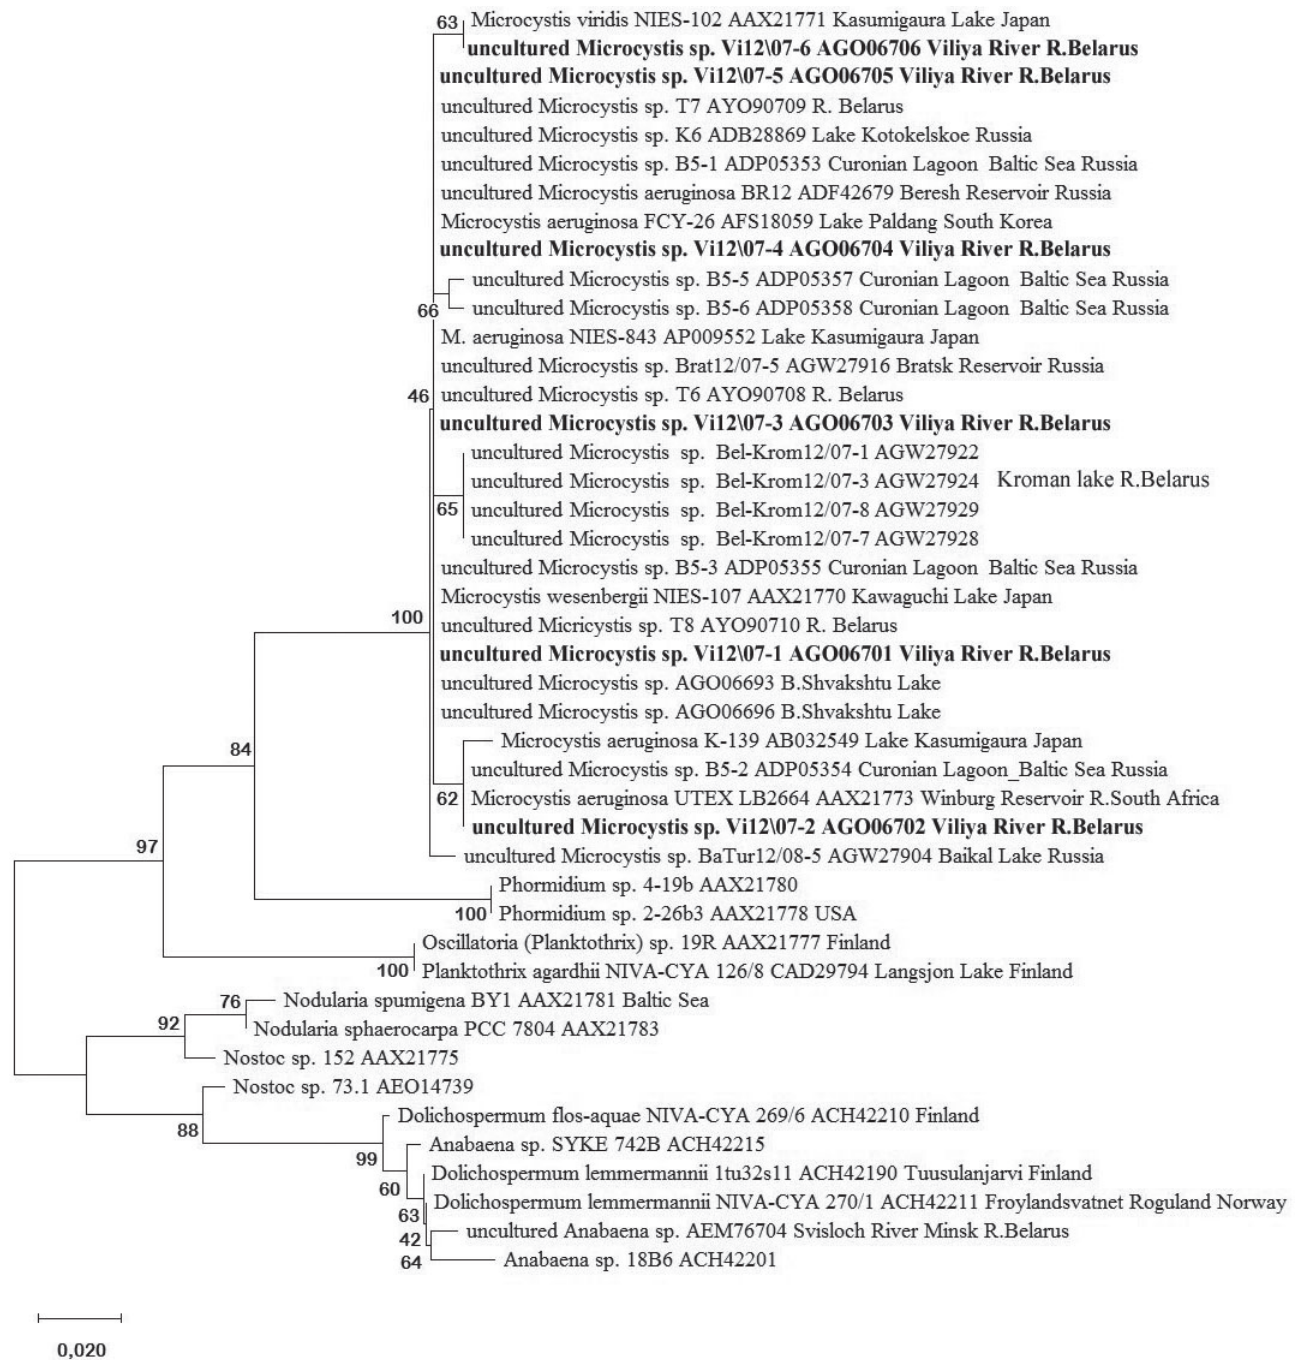 63 Microcystis viridis NIES-102 AAX21771 Kasumigaura Lake Japan
uncultured Microcystis sp. Vi12\07-6 AGO06706 Viliya River R.Belarus
uncultured Microcystis sp. Vi12\07-5 AGO06705 Viliya River R.Belarus
uncultured Microcystis sp. T7 AYO90709 R. Belarus
uncultured Microcystis sp. K6 ADB28869 Lake Kotokelskoe Russia
uncultured Microcystis sp. B5-1 ADP05353 Curonian Lagoon Baltic Sea Russia
uncultured Microcystis aeruginosa BR12 ADF42679 Beresh Reservoir Russia
Microcystis aeruginosa FCY-26 AFS18059 Lake Paldang South Korea
uncultured Microcystis sp. Vi12\07-4 AGO06704 Viliya River R.Belarus
uncultured Microcystis sp. B5-5 ADP05357 Curonian Lagoon Baltic Sea Russia
66 uncultured Microcystis sp. B5-6 ADP05358 Curonian Lagoon Baltic Sea Russia
M. aeruginosa NIES-843 AP009552 Lake Kasumigaura Japan
uncultured Microcystis sp. Brat12/07-5 AGW27916 Bratsk Reservoir Russia
46 uncultured Microcystis sp. T6 AYO90708 R. Belarus
uncultured Microcystis sp. Vi12\07-3 AGO06703 Viliya River R.Belarus
uncultured Microcystis sp. Bel-Krom12/07-1 AGW27922
uncultured Microcystis sp. Bel-Krom12/07-3 AGW27924 Kroman lake R.Belarus
65 uncultured Microcystis sp. Bel-Krom12/07-8 AGW27929
uncultured Microcystis sp. Bel-Krom12/07-7 AGW27928
uncultured Microcystis sp. B5-3 ADP05355 Curonian Lagoon Baltic Sea Russia
Microcystis wesenbergii NIES-107 AAX21770 Kawaguchi Lake Japan
100 uncultured Micricystis sp. T8 AYO90710 R. Belarus
uncultured Microcystis sp. Vi12\07-1 AGO06701 Viliya River R.Belarus
uncultured Microcystis sp. AGO06693 B.Shvakshtu Lake
uncultured Microcystis sp. AGO06696 B.Shvakshtu Lake
84 Microcystis aeruginosa K-139 AB032549 Lake Kasumigaura Japan
uncultured Microcystis sp. B5-2 ADP05354 Curonian Lagoon_Baltic Sea Russia
62 Microcystis aeruginosa UTEX LB2664 AAX21773 Winburg Reservoir R.South Africa
uncultured Microcystis sp. Vi12\07-2 AGO06702 Viliya River R.Belarus
97 uncultured Microcystis sp. BaTur12/08-5 AGW27904 Baikal Lake Russia
Phormidium sp. 4-19b AAX21780
100 Phormidium sp. 2-26b3 AAX21778 USA
Oscillatoria (Planktothrix) sp. 19R AAX21777 Finland
100 Planktothrix agardhii NIVA-CYA 126/8 CAD29794 Langsjon Lake Finland
76 Nodularia spumigena BY1 AAX21781 Baltic Sea
92 Nodularia sphaerocarpa PCC 7804 AAX21783
Nostoc sp. 152 AAX21775
Nostoc sp. 73.1 AEO14739
88 Dolichospermum flos-aquae NIVA-CYA 269/6 ACH42210 Finland
99 Anabaena sp. SYKE 742B ACH42215
Dolichospermum lemmermannii 1tu32s11 ACH42190 Tuusulanjarvi Finland
60 Dolichospermum lemmermannii NIVA-CYA 270/1 ACH42211 Froylandsvatnet Roguland Norway
63
42 uncultured Anabaena sp. AEM76704 Svisloch River Minsk R.Belarus
64 Anabaena sp. 18B6 ACH42201
0,020